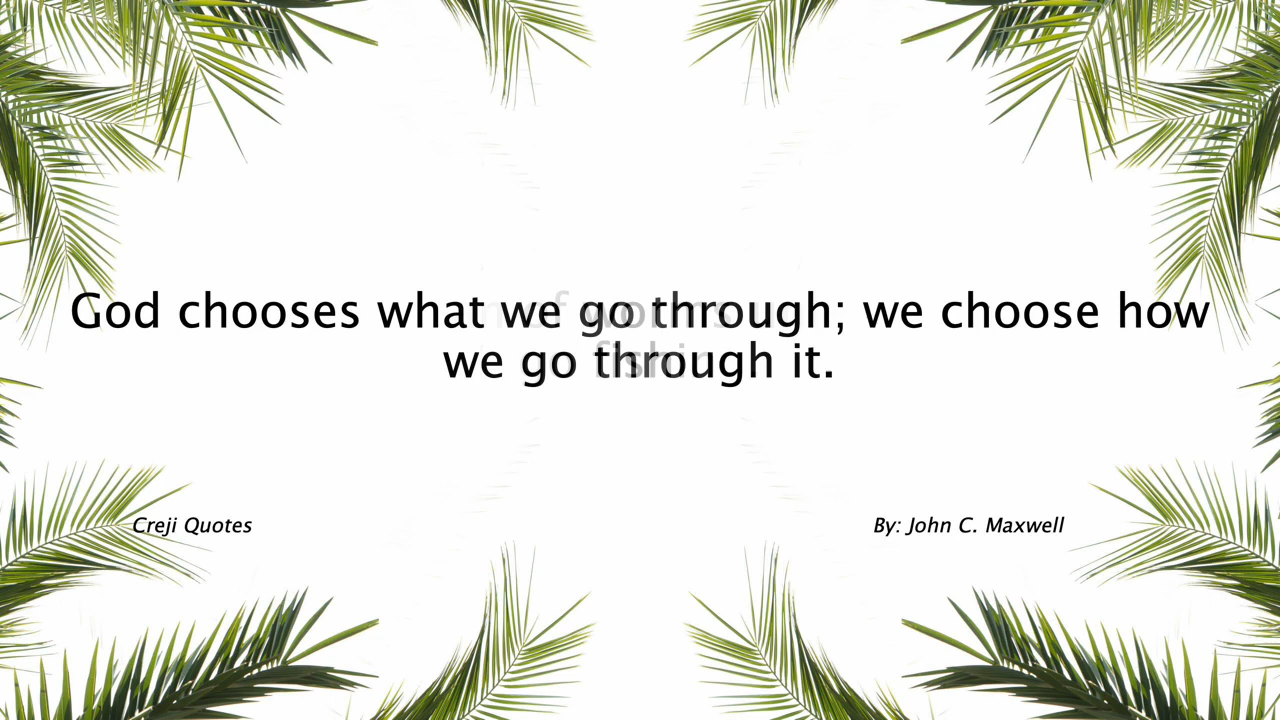 God chooses what we go through; we choose how
we go through it.
Creji Quotes
By: John C. Maxwell